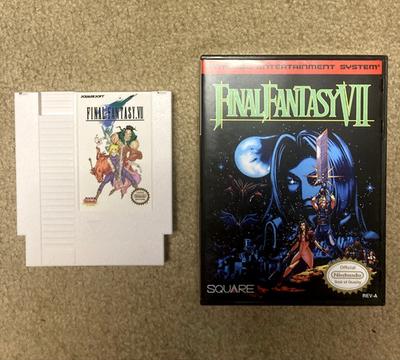 SQUARESOFT
FINAL FANTASY VII
ENTERTAINMENT SYSTEM
FINAL FANTASY VII
Official
Nintendo
Seal of Quality
SQUARE
REV-A